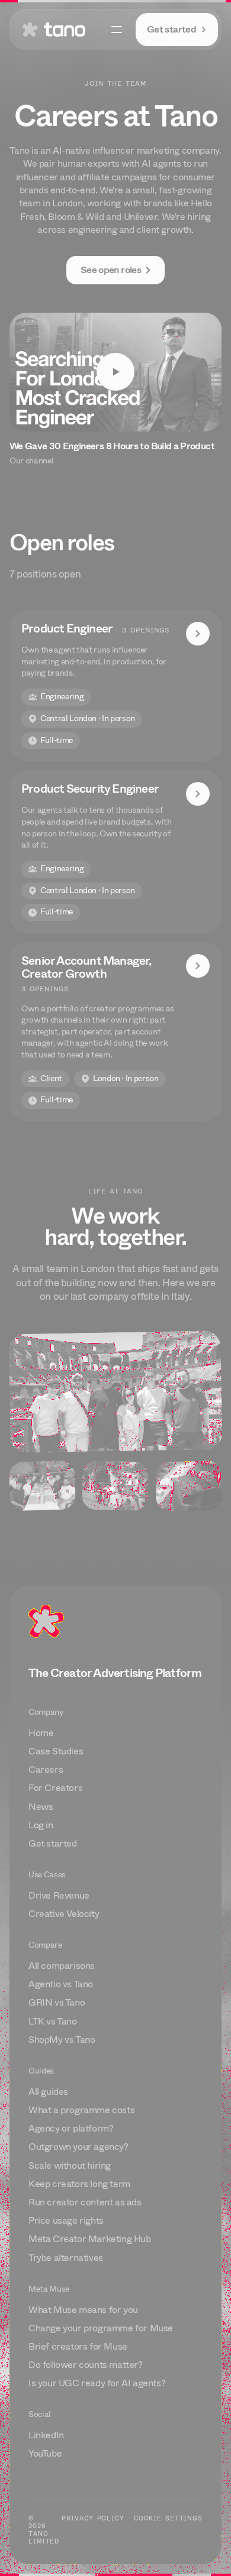 tano
Get started
JOIN THE TEAM
Careers at Tano
Tano is an AI-native influencer marketing company.
We pair human experts with AI agents to run
influencer and affiliate campaigns for consumer
brands end-to-end. We're a small, fast-growing
team in London, working with brands like Hello
Fresh, Bloom & Wild and Unilever. We're hiring
across engineering and client growth.
See open roles
Searching
For London's
Most Cracked
Engineer
We Gave 30 Engineers 8 Hours to Build a Product
Our channel
Open roles
7 positions open
Product Engineer 3 OPENINGS
Own the agent that runs influencer
marketing end-to-end, in production, for
paying brands.
Engineering
Central London · In person
Full-time
Product Security Engineer
Our agents talk to tens of thousands of
people and spend live brand budgets, with
no person in the loop. Own the security of
all of it.
Engineering
Central London · In person
Full-time
Senior Account Manager,
Creator Growth
3 OPENINGS
Own a portfolio of creator programmes as
growth channels in their own right: part
strategist, part operator, part account
manager, with agentic AI doing the work
that used to need a team.
Client
London · In person
Full-time
LIFE AT TANO
We work
hard, together.
A small team in London that ships fast and gets
out of the building now and then. Here we are
on our last company offsite in Italy.
The Creator Advertising Platform
Company
Home
Case Studies
Careers
For Creators
News
Log in
Get started
Use Cases
Drive Revenue
Creative Velocity
Compare
All comparisons
Agentio vs Tano
GRIN vs Tano
LTK vs Tano
ShopMy vs Tano
Guides
All guides
What a programme costs
Agency or platform?
Outgrown your agency?
Scale without hiring
Keep creators long term
Run creator content as ads
Price usage rights
Meta Creator Marketing Hub
Trybe alternatives
Meta Muse
What Muse means for you
Change your programme for Muse
Brief creators for Muse
Do follower counts matter?
Is your UGC ready for AI agents?
Social
LinkedIn
YouTube
© 2026 TANO LIMITED
PRIVACY POLICY
COOKIE SETTINGS